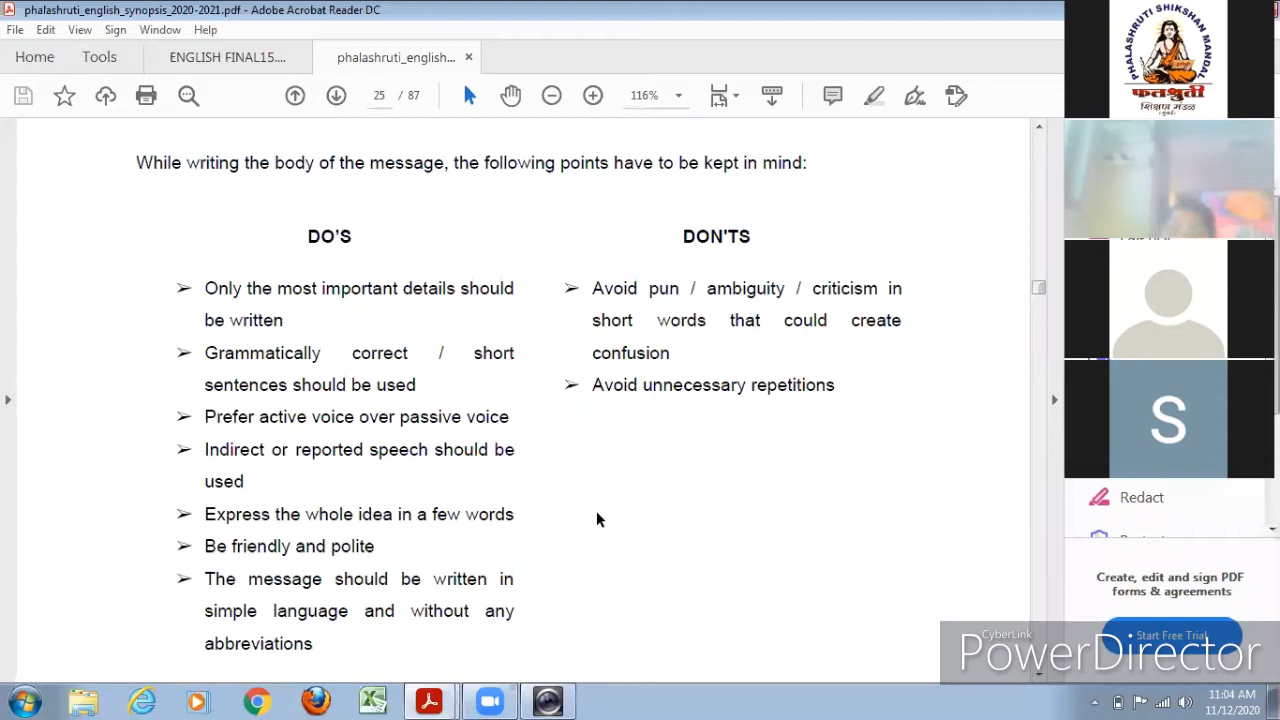 phalashruti_english_synopsis_2020-2021.pdf - Adobe Acrobat Reader DC
File Edit View Sign Window Help
Home Tools ENGLISH FINAL15.... phalashruti_english... ×
25 / 87 116%
While writing the body of the message, the following points have to be kept in mind:
DO'S
➢ Only the most important details should
be written
➢ Grammatically correct / short
sentences should be used
➢ Prefer active voice over passive voice
➢ Indirect or reported speech should be
used
➢ Express the whole idea in a few words
➢ Be friendly and polite
➢ The message should be written in
simple language and without any
abbreviations
DON'TS
➢ Avoid pun / ambiguity / criticism in
short words that could create
confusion
➢ Avoid unnecessary repetitions
PHALASHRUTI SHIKSHAN MANDAL
फलश्रुती
शिक्षण मंडळ
S
Redact
Create, edit and sign PDF
forms & agreements
Start Free Trial
CyberLink
PowerDirector
11:04 AM
11/12/2020